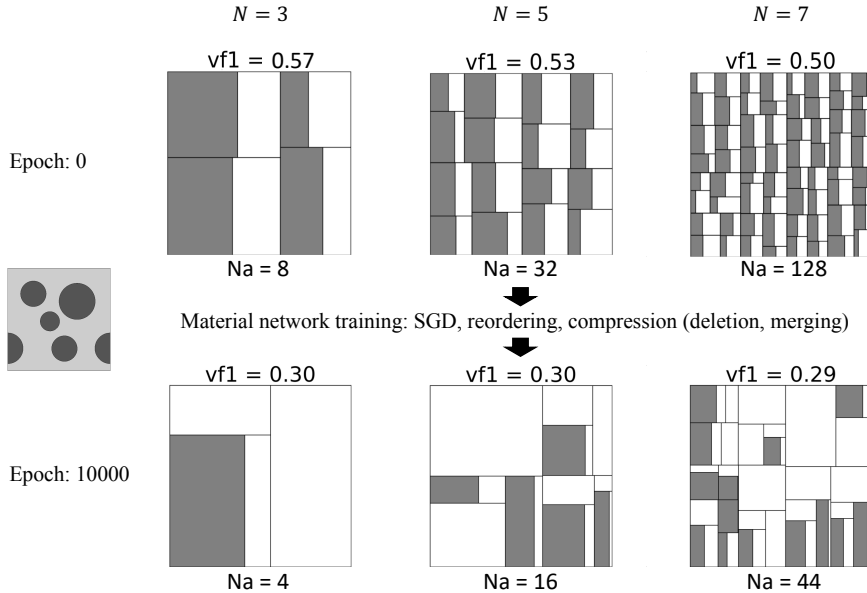 N = 3 N = 5 N = 7
vf1 = 0.57 vf1 = 0.53 vf1 = 0.50
Epoch: 0
Na = 8 Na = 32 Na = 128
Material network training: SGD, reordering, compression (deletion, merging)
vf1 = 0.30 vf1 = 0.30 vf1 = 0.29
Epoch: 10000
Na = 4 Na = 16 Na = 44